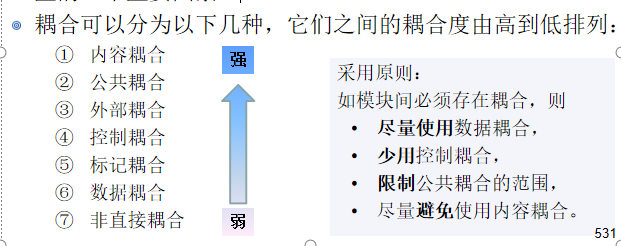 耦合可以分为以下几种，它们之间的耦合度由高到低排列：
① 内容耦合
② 公共耦合
③ 外部耦合
④ 控制耦合
⑤ 标记耦合
⑥ 数据耦合
⑦ 非直接耦合
强
弱
采用原则：
如模块间必须存在耦合，则
• 尽量使用数据耦合，
• 少用控制耦合，
• 限制公共耦合的范围，
• 尽量避免使用内容耦合。
531